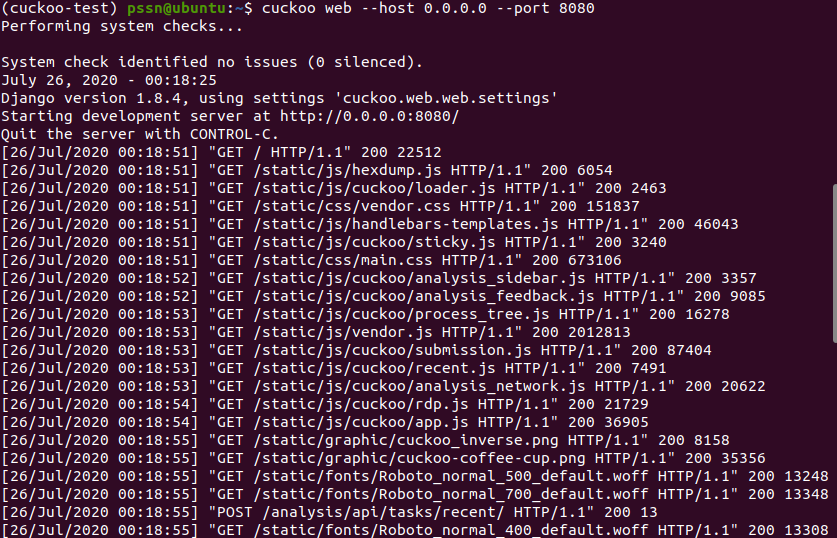 (cuckoo-test) pssn@ubuntu:~$ cuckoo web --host 0.0.0.0 --port 8080
Performing system checks...
System check identified no issues (0 silenced).
July 26, 2020 - 00:18:25
Django version 1.8.4, using settings 'cuckoo.web.web.settings'
Starting development server at http://0.0.0.0:8080/
Quit the server with CONTROL-C.
[26/Jul/2020 00:18:51] "GET / HTTP/1.1" 200 22512
[26/Jul/2020 00:18:51] "GET /static/js/hexdump.js HTTP/1.1" 200 6054
[26/Jul/2020 00:18:51] "GET /static/js/cuckoo/loader.js HTTP/1.1" 200 2463
[26/Jul/2020 00:18:51] "GET /static/css/vendor.css HTTP/1.1" 200 151837
[26/Jul/2020 00:18:51] "GET /static/js/handlebars-templates.js HTTP/1.1" 200 46043
[26/Jul/2020 00:18:51] "GET /static/js/cuckoo/sticky.js HTTP/1.1" 200 3240
[26/Jul/2020 00:18:51] "GET /static/css/main.css HTTP/1.1" 200 673106
[26/Jul/2020 00:18:52] "GET /static/js/cuckoo/analysis_sidebar.js HTTP/1.1" 200 3357
[26/Jul/2020 00:18:52] "GET /static/js/cuckoo/analysis_feedback.js HTTP/1.1" 200 9085
[26/Jul/2020 00:18:53] "GET /static/js/cuckoo/process_tree.js HTTP/1.1" 200 16278
[26/Jul/2020 00:18:53] "GET /static/js/vendor.js HTTP/1.1" 200 2012813
[26/Jul/2020 00:18:53] "GET /static/js/cuckoo/submission.js HTTP/1.1" 200 87404
[26/Jul/2020 00:18:53] "GET /static/js/cuckoo/recent.js HTTP/1.1" 200 7491
[26/Jul/2020 00:18:53] "GET /static/js/cuckoo/analysis_network.js HTTP/1.1" 200 20622
[26/Jul/2020 00:18:54] "GET /static/js/cuckoo/rdp.js HTTP/1.1" 200 21729
[26/Jul/2020 00:18:54] "GET /static/js/cuckoo/app.js HTTP/1.1" 200 36905
[26/Jul/2020 00:18:55] "GET /static/graphic/cuckoo_inverse.png HTTP/1.1" 200 8158
[26/Jul/2020 00:18:55] "GET /static/graphic/cuckoo-coffee-cup.png HTTP/1.1" 200 35356
[26/Jul/2020 00:18:55] "GET /static/fonts/Roboto_normal_500_default.woff HTTP/1.1" 200 13248
[26/Jul/2020 00:18:55] "GET /static/fonts/Roboto_normal_700_default.woff HTTP/1.1" 200 13348
[26/Jul/2020 00:18:55] "POST /analysis/api/tasks/recent/ HTTP/1.1" 200 13
[26/Jul/2020 00:18:55] "GET /static/fonts/Roboto_normal_400_default.woff HTTP/1.1" 200 13308